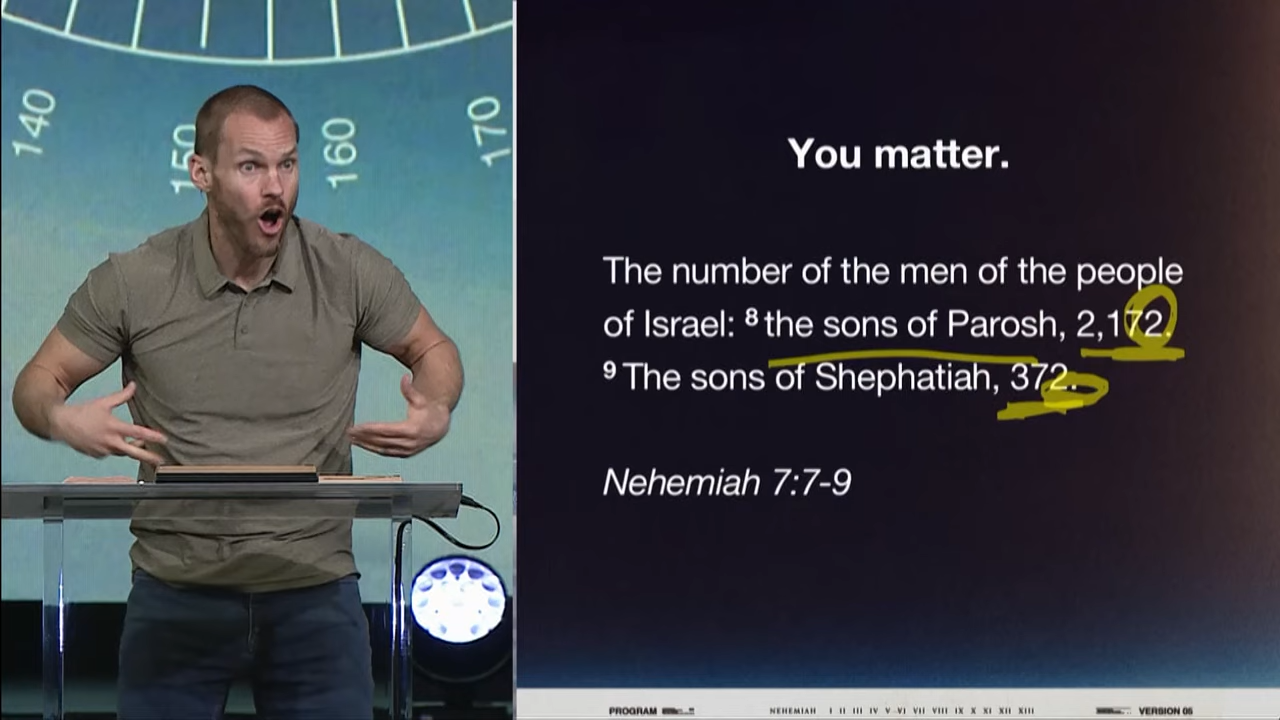 140
150
160
170
You matter.
The number of the men of the people
of Israel: 8 the sons of Parosh, 2,172.
9 The sons of Shephatiah, 372.
Nehemiah 7:7-9
PROGRAM
NEHEMIAH I II III IV V VI VII VIII IX X XI XII XIII
VERSION 05